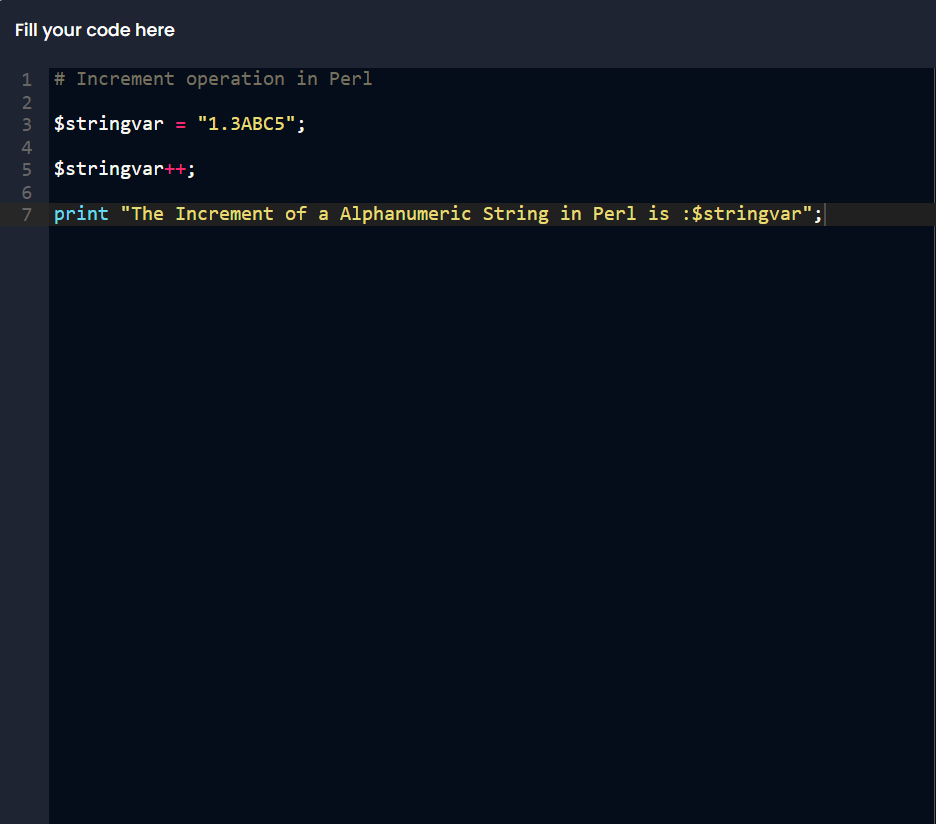 Fill your code here
1 # Increment operation in Perl
2
3 $stringvar = "1.3ABC5";
4
5 $stringvar++;
6
7 print "The Increment of a Alphanumeric String in Perl is :$stringvar";